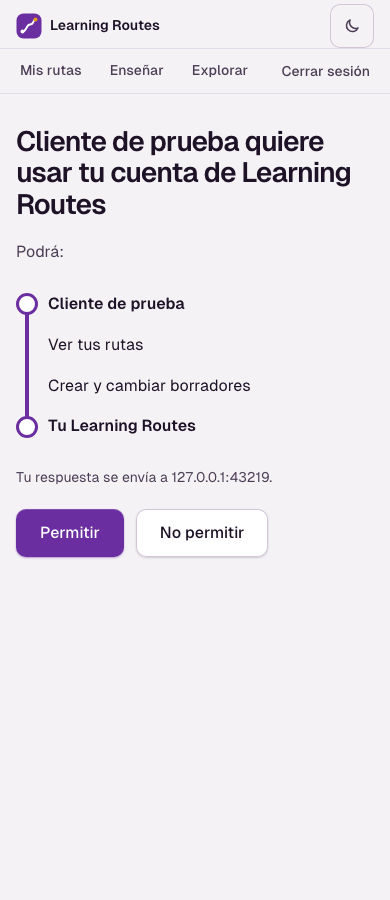 Learning Routes
Mis rutas Enseñar Explorar Cerrar sesión
Cliente de prueba quiere
usar tu cuenta de Learning
Routes
Podrá:
Cliente de prueba
Ver tus rutas
Crear y cambiar borradores
Tu Learning Routes
Tu respuesta se envía a 127.0.0.1:43219.
Permitir No permitir